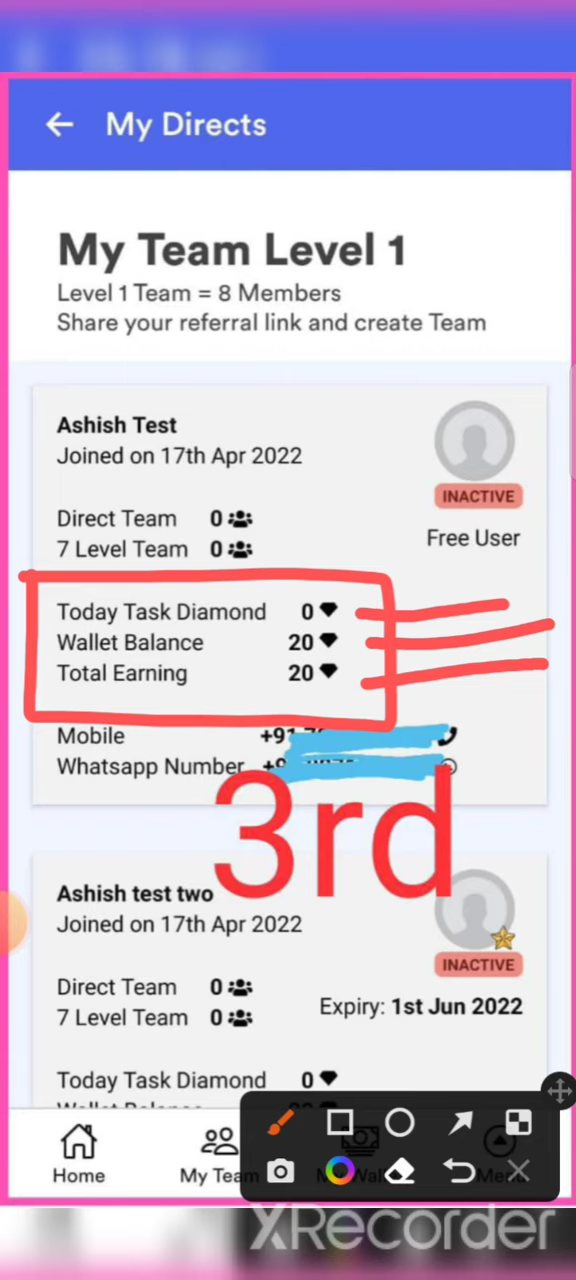 My Directs
My Team Level 1
Level 1 Team = 8 Members
Share your referral link and create Team
Ashish Test
Joined on 17th Apr 2022
INACTIVE
Direct Team 0
Free User
7 Level Team 0
Today Task Diamond 0
Wallet Balance 20
Total Earning 20
Mobile +91
Whatsapp Number
3rd
Ashish test two
Joined on 17th Apr 2022
INACTIVE
Direct Team 0
Expiry: 1st Jun 2022
7 Level Team 0
Today Task Diamond 0
Wallet Balance
Home My Team
XRecorder